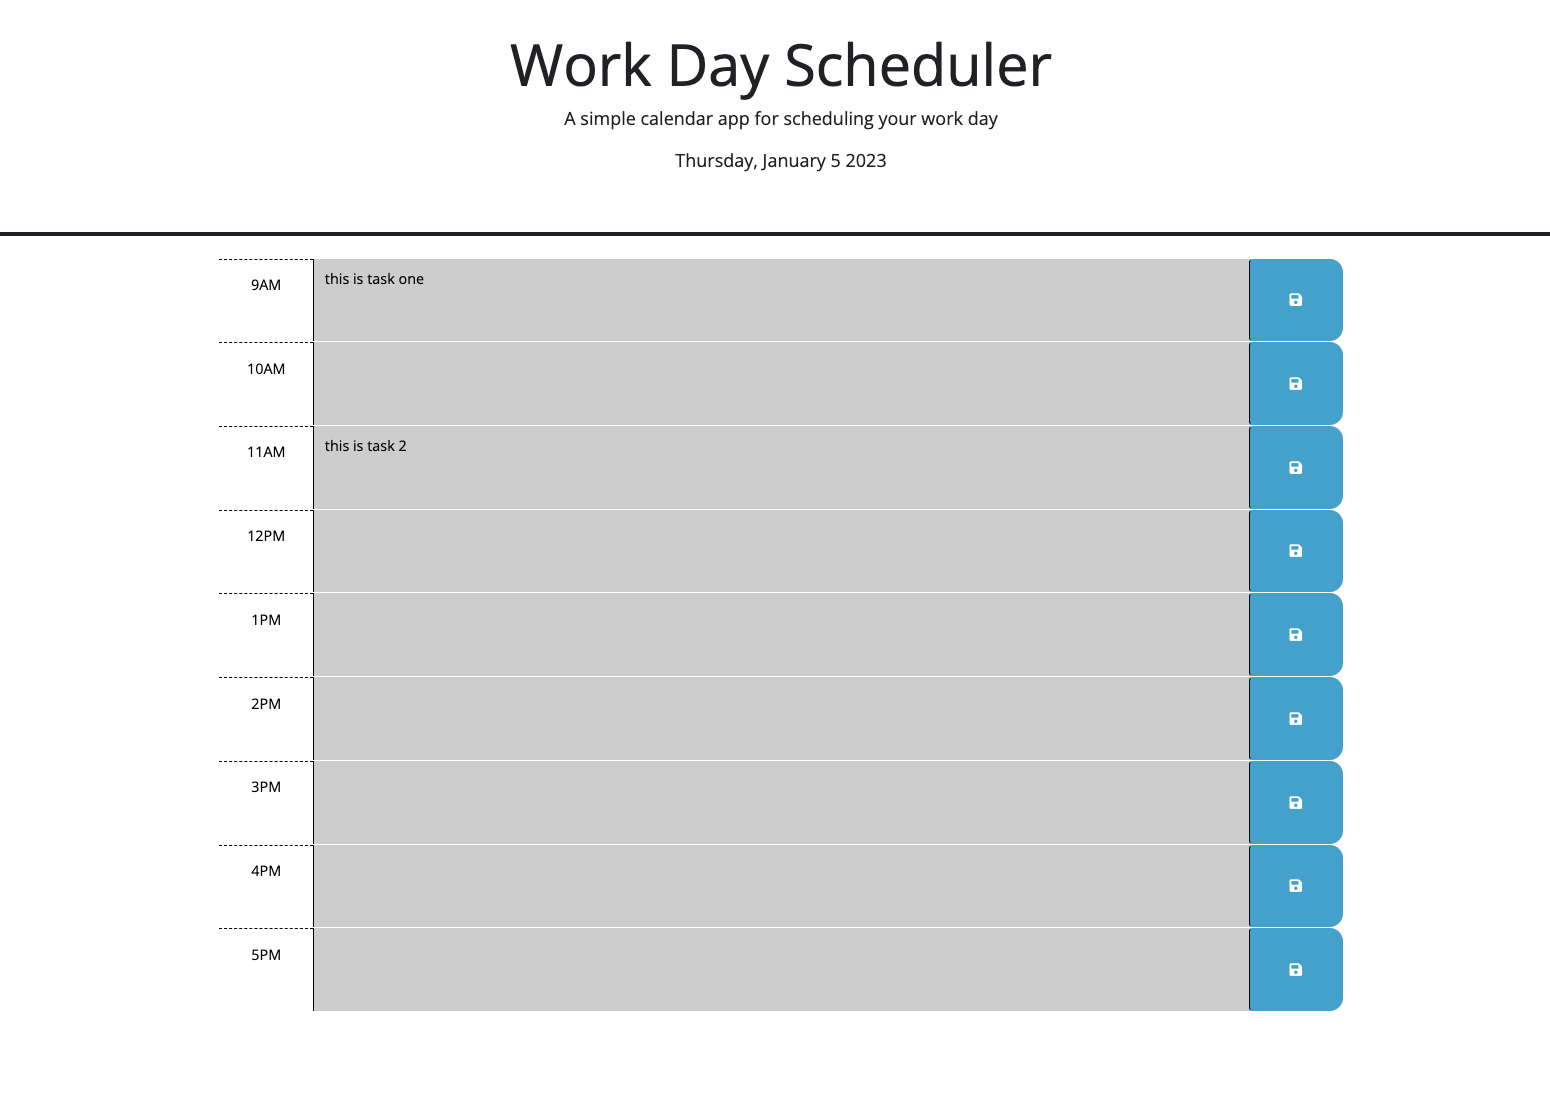 Work Day Scheduler
A simple calendar app for scheduling your work day
Thursday, January 5 2023
9AM
this is task one
10AM
11AM
this is task 2
12PM
1PM
2PM
3PM
4PM
5PM